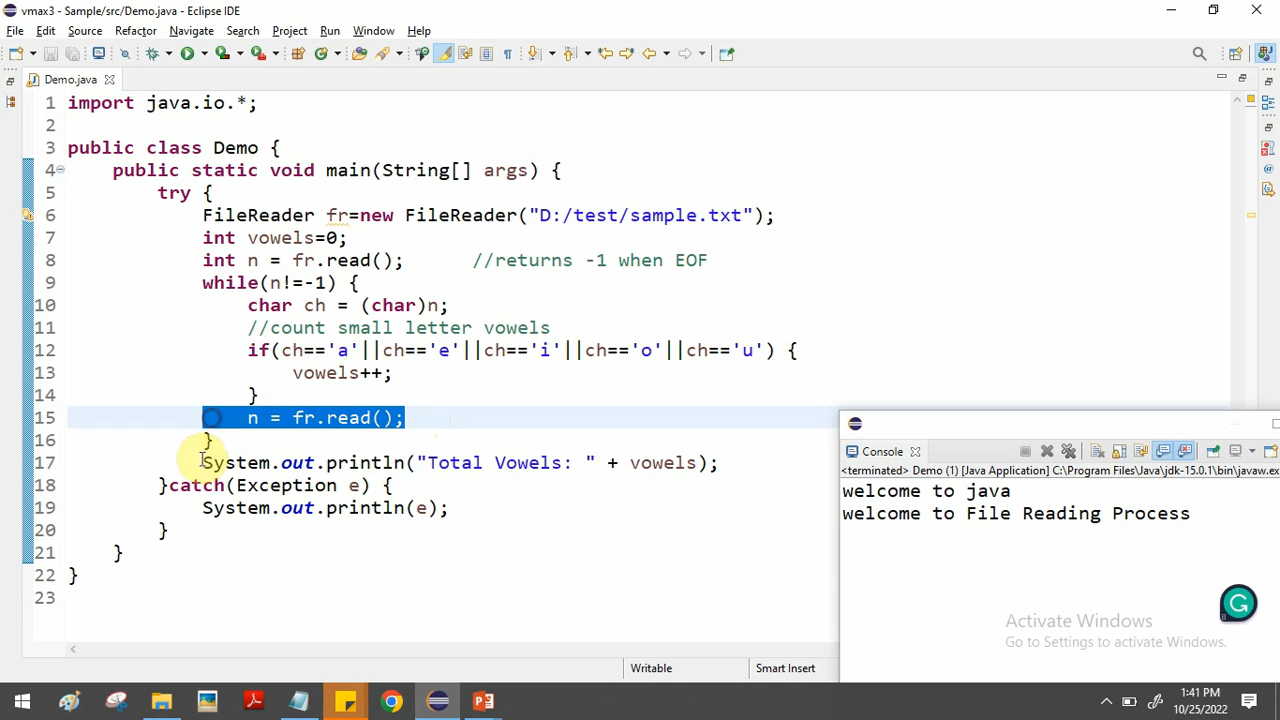 vmax3 - Sample/src/Demo.java - Eclipse IDE
File Edit Source Refactor Navigate Search Project Run Window Help
Demo.java
1 import java.io.*;
2
3 public class Demo {
4 public static void main(String[] args) {
5 try {
6 FileReader fr=new FileReader("D:/test/sample.txt");
7 int vowels=0;
8 int n = fr.read(); //returns -1 when EOF
9 while(n!=-1) {
10 char ch = (char)n;
11 //count small letter vowels
12 if(ch=='a'||ch=='e'||ch=='i'||ch=='o'||ch=='u') {
13 vowels++;
14 }
15 n = fr.read();
16 }
17 System.out.println("Total Vowels: " + vowels);
18 }catch(Exception e) {
19 System.out.println(e);
20 }
21 }
22 }
23
Console
<terminated> Demo (1) [Java Application] C:\Program Files\Java\jdk-15.0.1\bin\javaw.ex
welcome to java
welcome to File Reading Process
Activate Windows
Go to Settings to activate Windows.
Writable Smart Insert
1:41 PM
10/25/2022